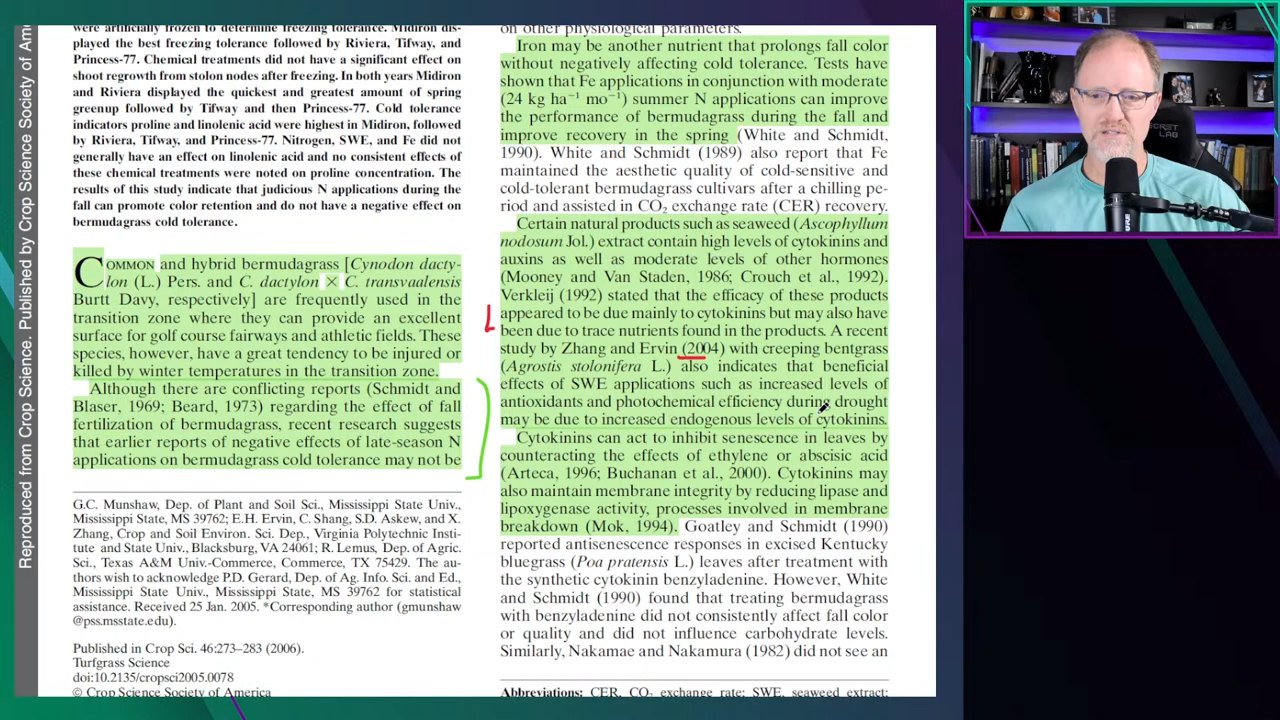 Reproduced from Crop Science. Published by Crop Science Society of Ame
were artificially frozen to determine freezing tolerance. Midiron dis-
played the best freezing tolerance followed by Riviera, Tifway, and
Princess-77. Chemical treatments did not have a significant effect on
shoot regrowth from stolon nodes after freezing. In both years Midiron
and Riviera displayed the quickest and greatest amount of spring
greenup followed by Tifway and then Princess-77. Cold tolerance
indicators proline and linolenic acid were highest in Midiron, followed
by Riviera, Tifway, and Princess-77. Nitrogen, SWE, and Fe did not
generally have an effect on linolenic acid and no consistent effects of
these chemical treatments were noted on proline concentration. The
results of this study indicate that judicious N applications during the
fall can promote color retention and do not have a negative effect on
bermudagrass cold tolerance.
Common and hybrid bermudagrass [Cynodon dacty-
lon (L.) Pers. and C. dactylon × C. transvaalensis
Burtt Davy, respectively] are frequently used in the
transition zone where they can provide an excellent
surface for golf course fairways and athletic fields. These
species, however, have a great tendency to be injured or
killed by winter temperatures in the transition zone.
Although there are conflicting reports (Schmidt and
Blaser, 1969; Beard, 1973) regarding the effect of fall
fertilization of bermudagrass, recent research suggests
that earlier reports of negative effects of late-season N
applications on bermudagrass cold tolerance may not be
G.C. Munshaw, Dep. of Plant and Soil Sci., Mississippi State Univ.,
Mississippi State, MS 39762; E.H. Ervin, C. Shang, S.D. Askew, and X.
Zhang, Crop and Soil Environ. Sci. Dep., Virginia Polytechnic Insti-
tute and State Univ., Blacksburg, VA 24061; R. Lemus, Dep. of Agric.
Sci., Texas A&M Univ.-Commerce, Commerce, TX 75429. The au-
thors wish to acknowledge P.D. Gerard, Dep. of Ag. Info. Sci. and Ed.,
Mississippi State Univ., Mississippi State, MS 39762 for statistical
assistance. Received 25 Jan. 2005. *Corresponding author (gmunshaw
@pss.msstate.edu).
Published in Crop Sci. 46:273–283 (2006).
Turfgrass Science
doi:10.2135/cropsci2005.0078
© Crop Science Society of America
on other physiological parameters.
Iron may be another nutrient that prolongs fall color
without negatively affecting cold tolerance. Tests have
shown that Fe applications in conjunction with moderate
(24 kg ha⁻¹ mo⁻¹) summer N applications can improve
the performance of bermudagrass during the fall and
improve recovery in the spring (White and Schmidt,
1990). White and Schmidt (1989) also report that Fe
maintained the aesthetic quality of cold-sensitive and
cold-tolerant bermudagrass cultivars after a chilling pe-
riod and assisted in CO₂ exchange rate (CER) recovery.
Certain natural products such as seaweed (Ascophyllum
nodosum Jol.) extract contain high levels of cytokinins and
auxins as well as moderate levels of other hormones
(Mooney and Van Staden, 1986; Crouch et al., 1992).
Verkleij (1992) stated that the efficacy of these products
appeared to be due mainly to cytokinins but may also have
been due to trace nutrients found in the products. A recent
study by Zhang and Ervin (2004) with creeping bentgrass
(Agrostis stolonifera L.) also indicates that beneficial
effects of SWE applications such as increased levels of
antioxidants and photochemical efficiency during drought
may be due to increased endogenous levels of cytokinins.
Cytokinins can act to inhibit senescence in leaves by
counteracting the effects of ethylene or abscisic acid
(Arteca, 1996; Buchanan et al., 2000). Cytokinins may
also maintain membrane integrity by reducing lipase and
lipoxygenase activity, processes involved in membrane
breakdown (Mok, 1994). Goatley and Schmidt (1990)
reported antisenescence responses in excised Kentucky
bluegrass (Poa pratensis L.) leaves after treatment with
the synthetic cytokinin benzyladenine. However, White
and Schmidt (1990) found that treating bermudagrass
with benzyladenine did not consistently affect fall color
or quality and did not influence carbohydrate levels.
Similarly, Nakamae and Nakamura (1982) did not see an
Abbreviations: CER, CO₂ exchange rate; SWE, seaweed extract;
SECRET
LAB